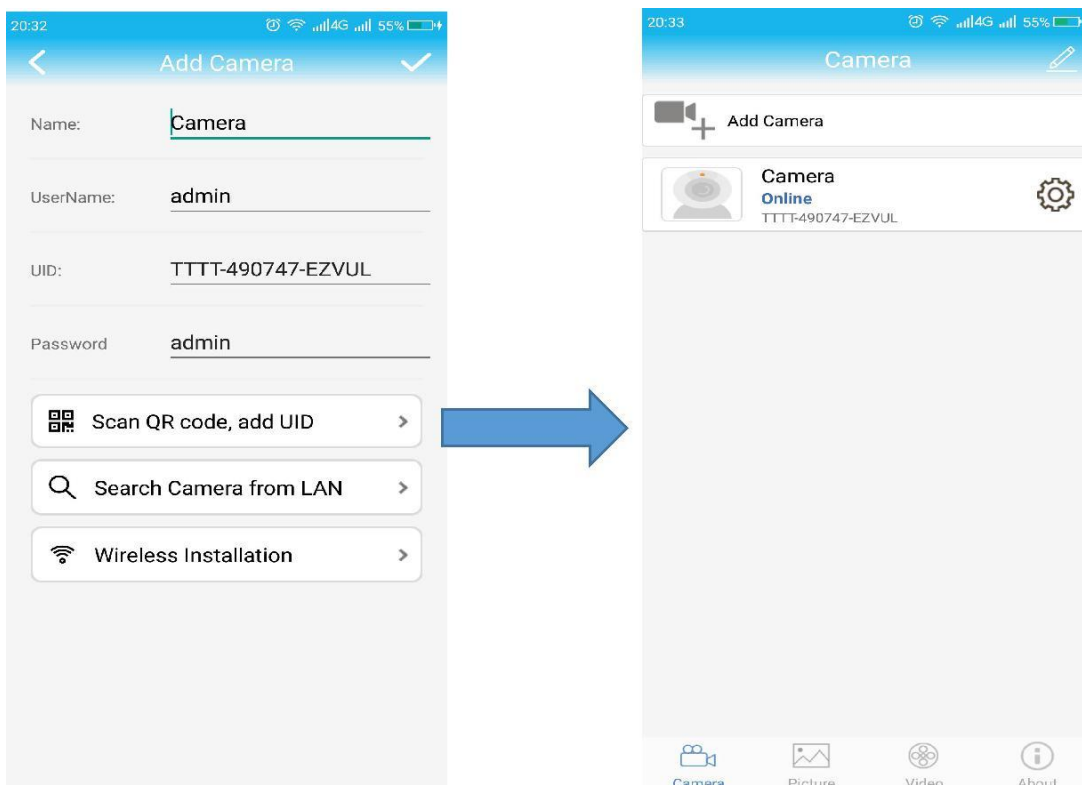 20:32
4G 55%
Add Camera
Name: Camera
UserName: admin
UID: TTTT-490747-EZVUL
Password admin
Scan QR code, add UID
Search Camera from LAN
Wireless Installation
20:33
4G 55%
Camera
Add Camera
Camera
Online
TTTT-490747-EZVUL
Camera Picture Video About